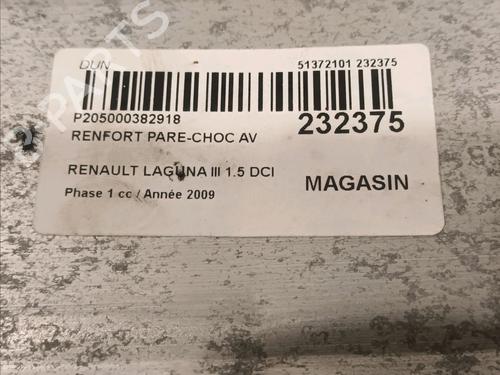 DUN
51372101 232375
P205000382918
232375
RENFORT PARE-CHOC AV
RENAULT LAGUNA III 1.5 DCI
MAGASIN
Phase 1 cc / Année 2009
PARTS